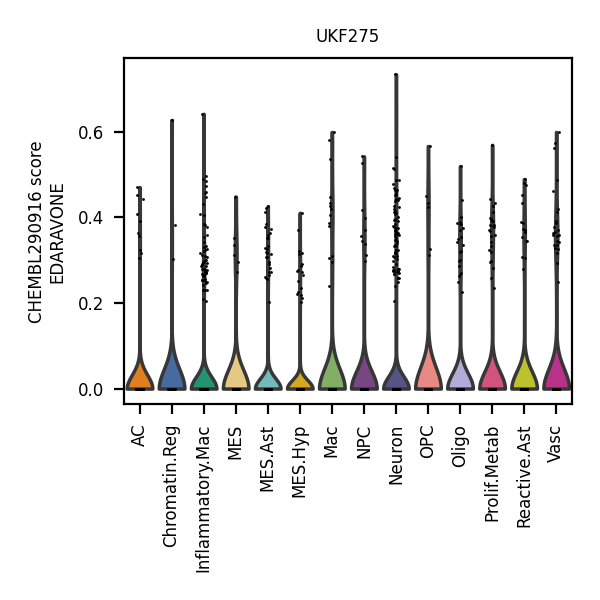 UKF275
CHEMBL290916 score
EDARAVONE
0.6
0.4
0.2
0.0
AC
Chromatin.Reg
Inflammatory.Mac
MES
MES.Ast
MES.Hyp
Mac
NPC
Neuron
OPC
Oligo
Prolif.Metab
Reactive.Ast
Vasc